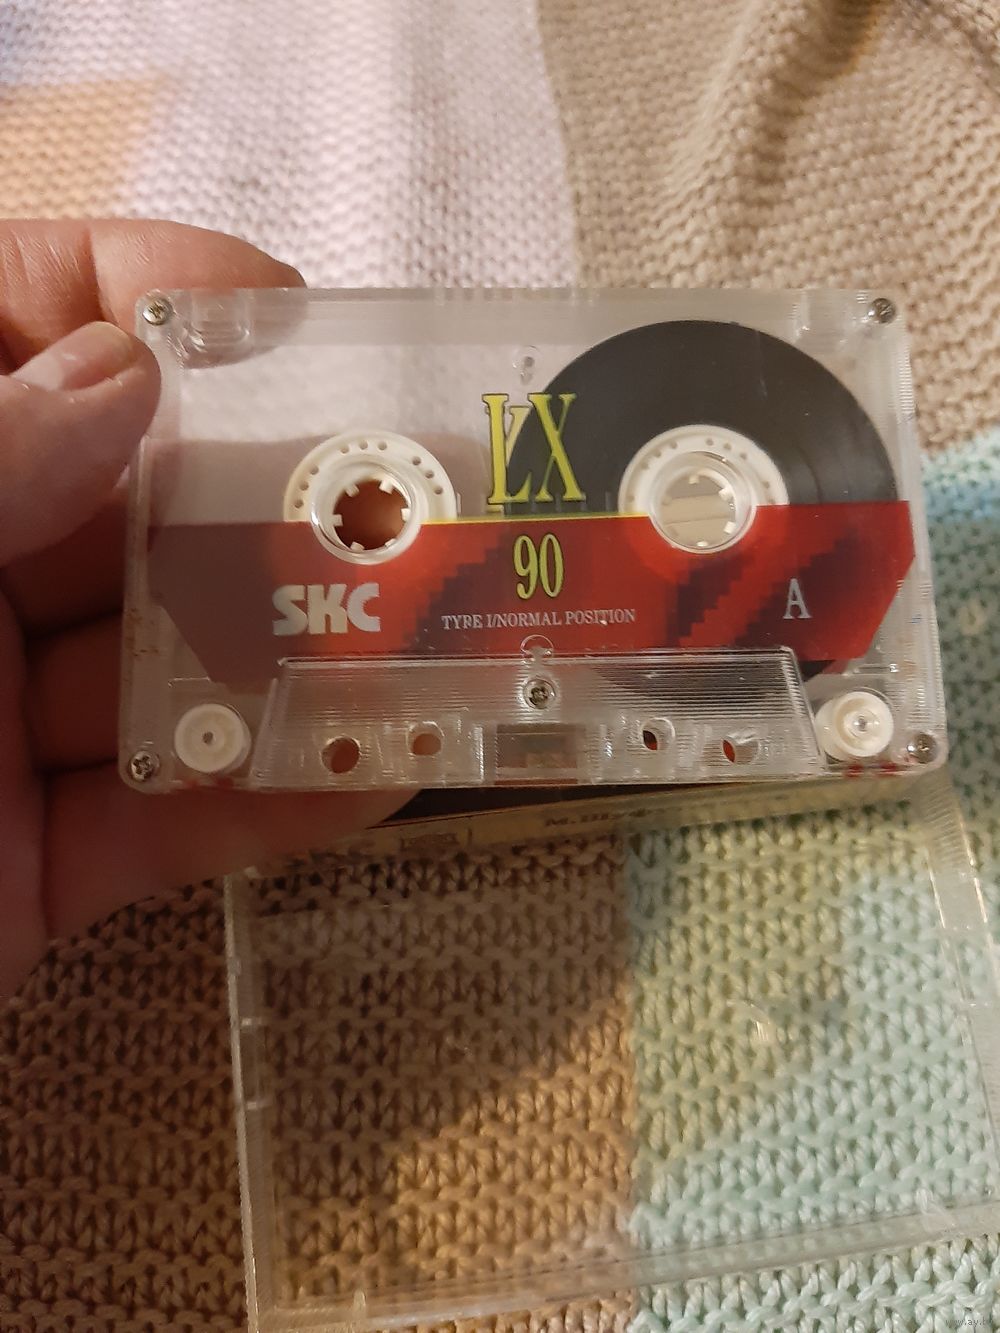 LX
90
SKC
TYPE I/NORMAL POSITION
A